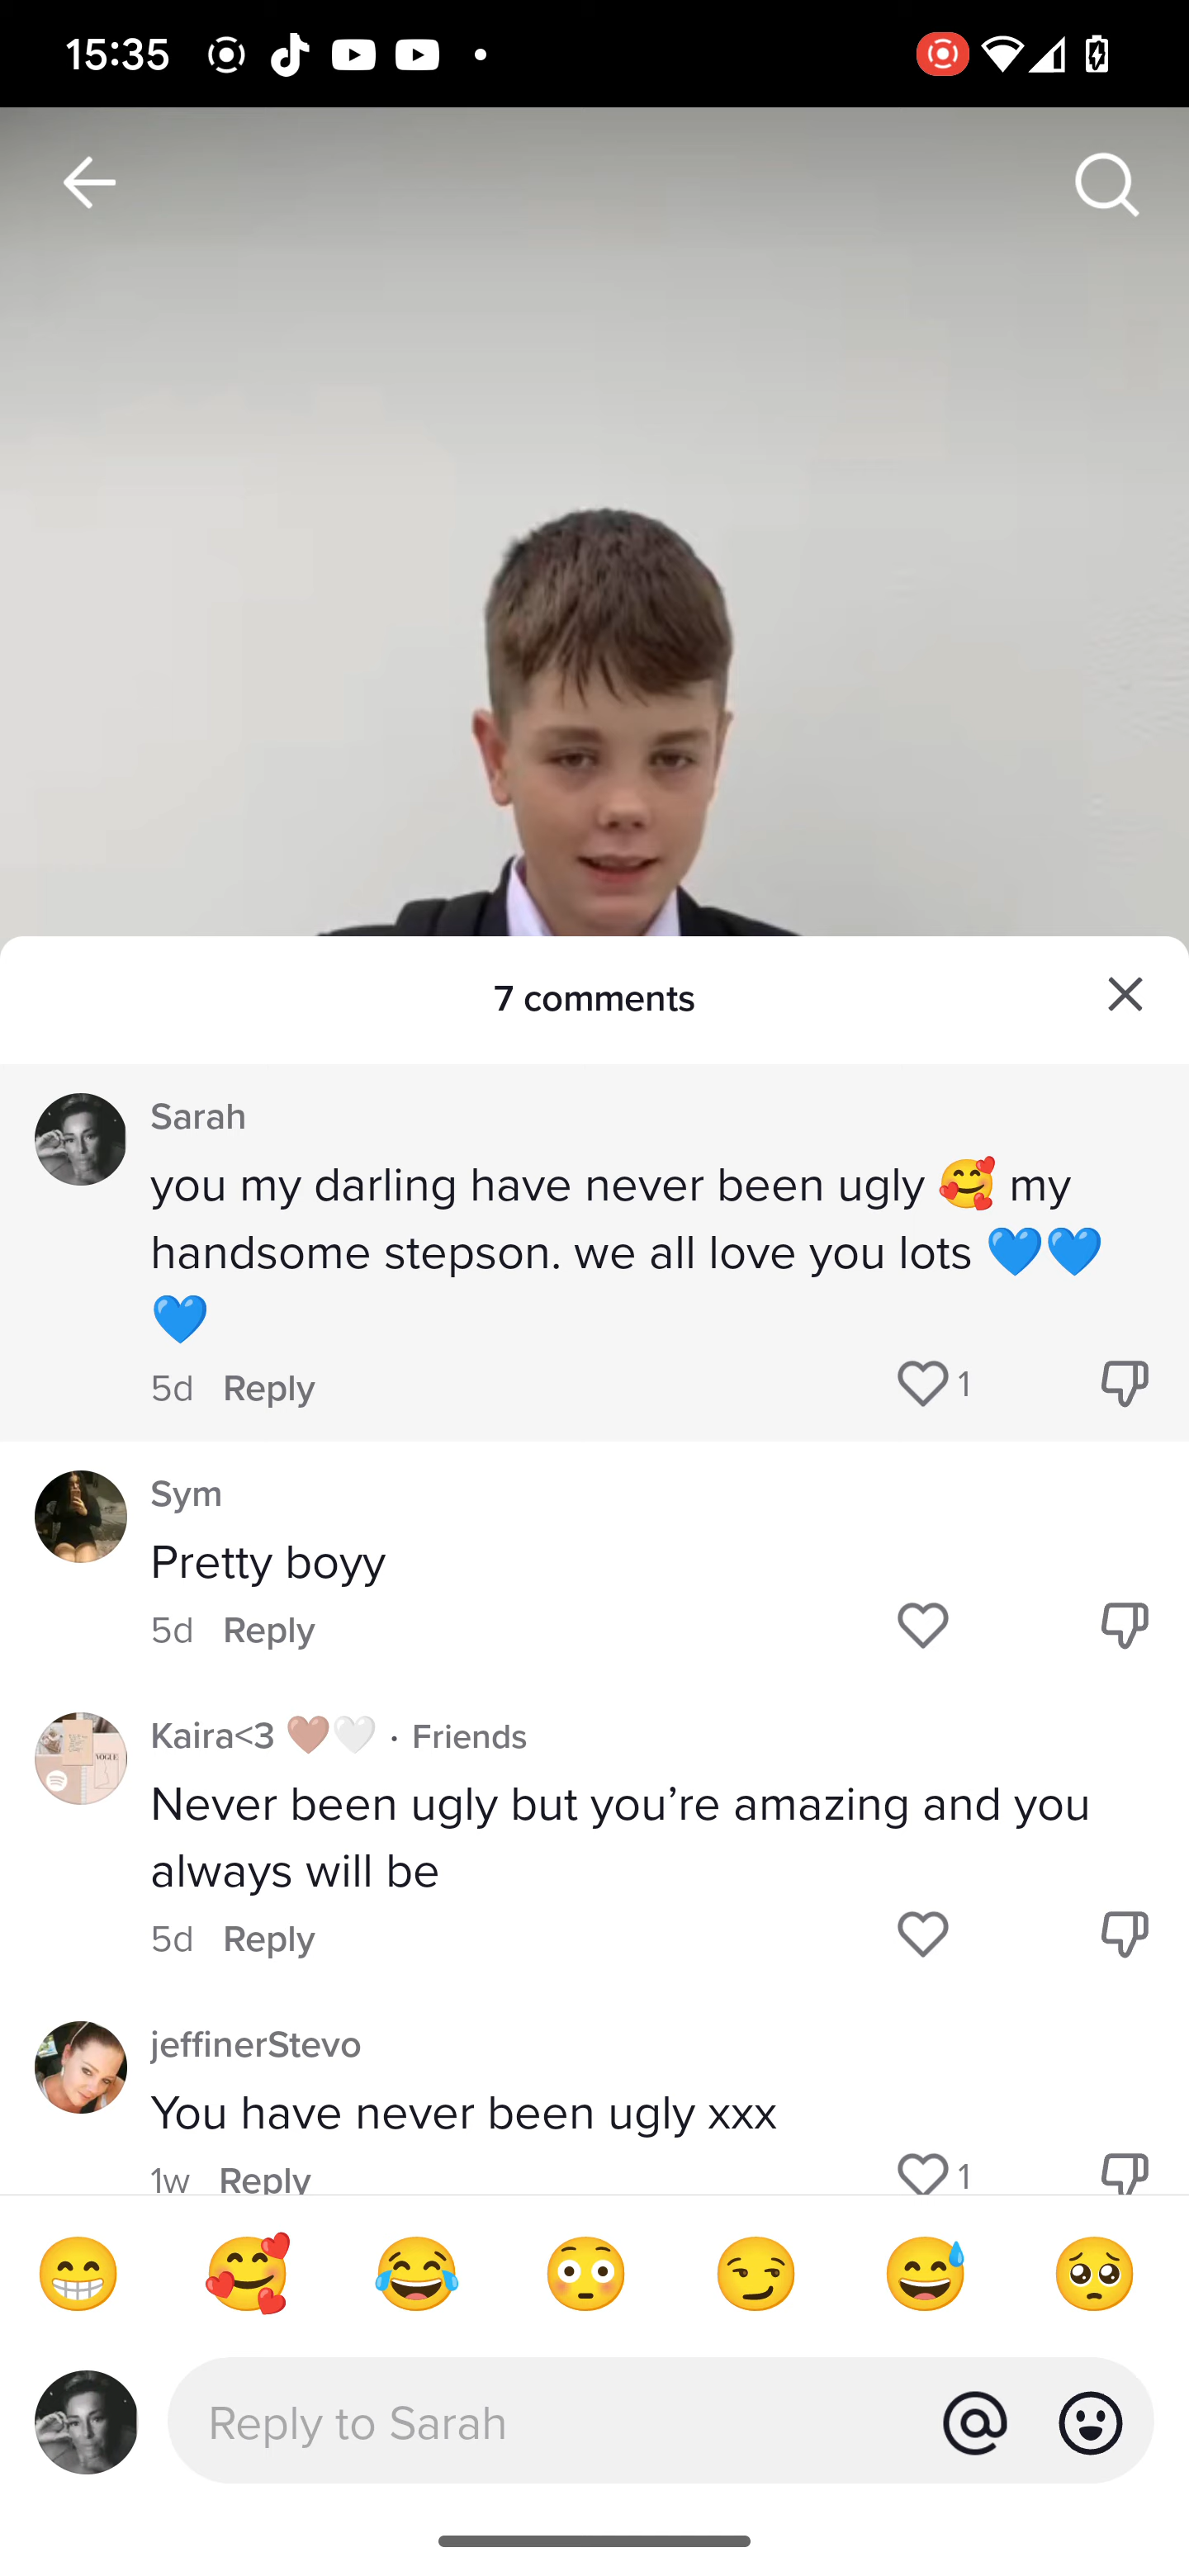 15:35
7 comments
Sarah
you my darling have never been ugly 🥰 my
handsome stepson. we all love you lots 💙💙
💙
5d Reply 1
Sym
Pretty boyy
5d Reply
Kaira<3 🤎🤍 · Friends
Never been ugly but you’re amazing and you
always will be
5d Reply
VOGUE
jeffinerStevo
You have never been ugly xxx
1w Reply 1
😁 🥰 😂 😳 😏 😅 🥺
Reply to Sarah @